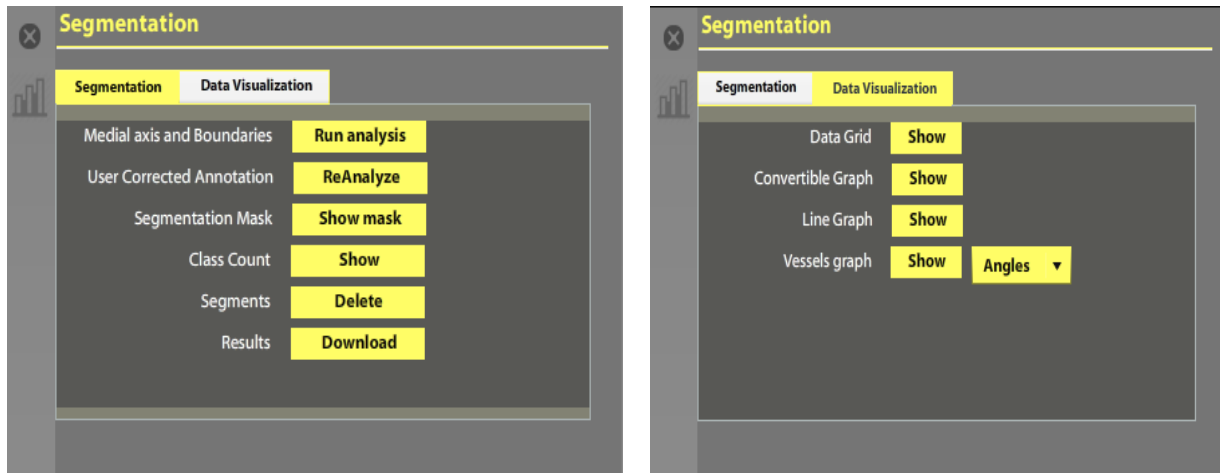 Segmentation
Segmentation Data Visualization
Medial axis and Boundaries Run analysis
User Corrected Annotation ReAnalyze
Segmentation Mask Show mask
Class Count Show
Segments Delete
Results Download
Segmentation
Segmentation Data Visualization
Data Grid Show
Convertible Graph Show
Line Graph Show
Vessels graph Show Angles